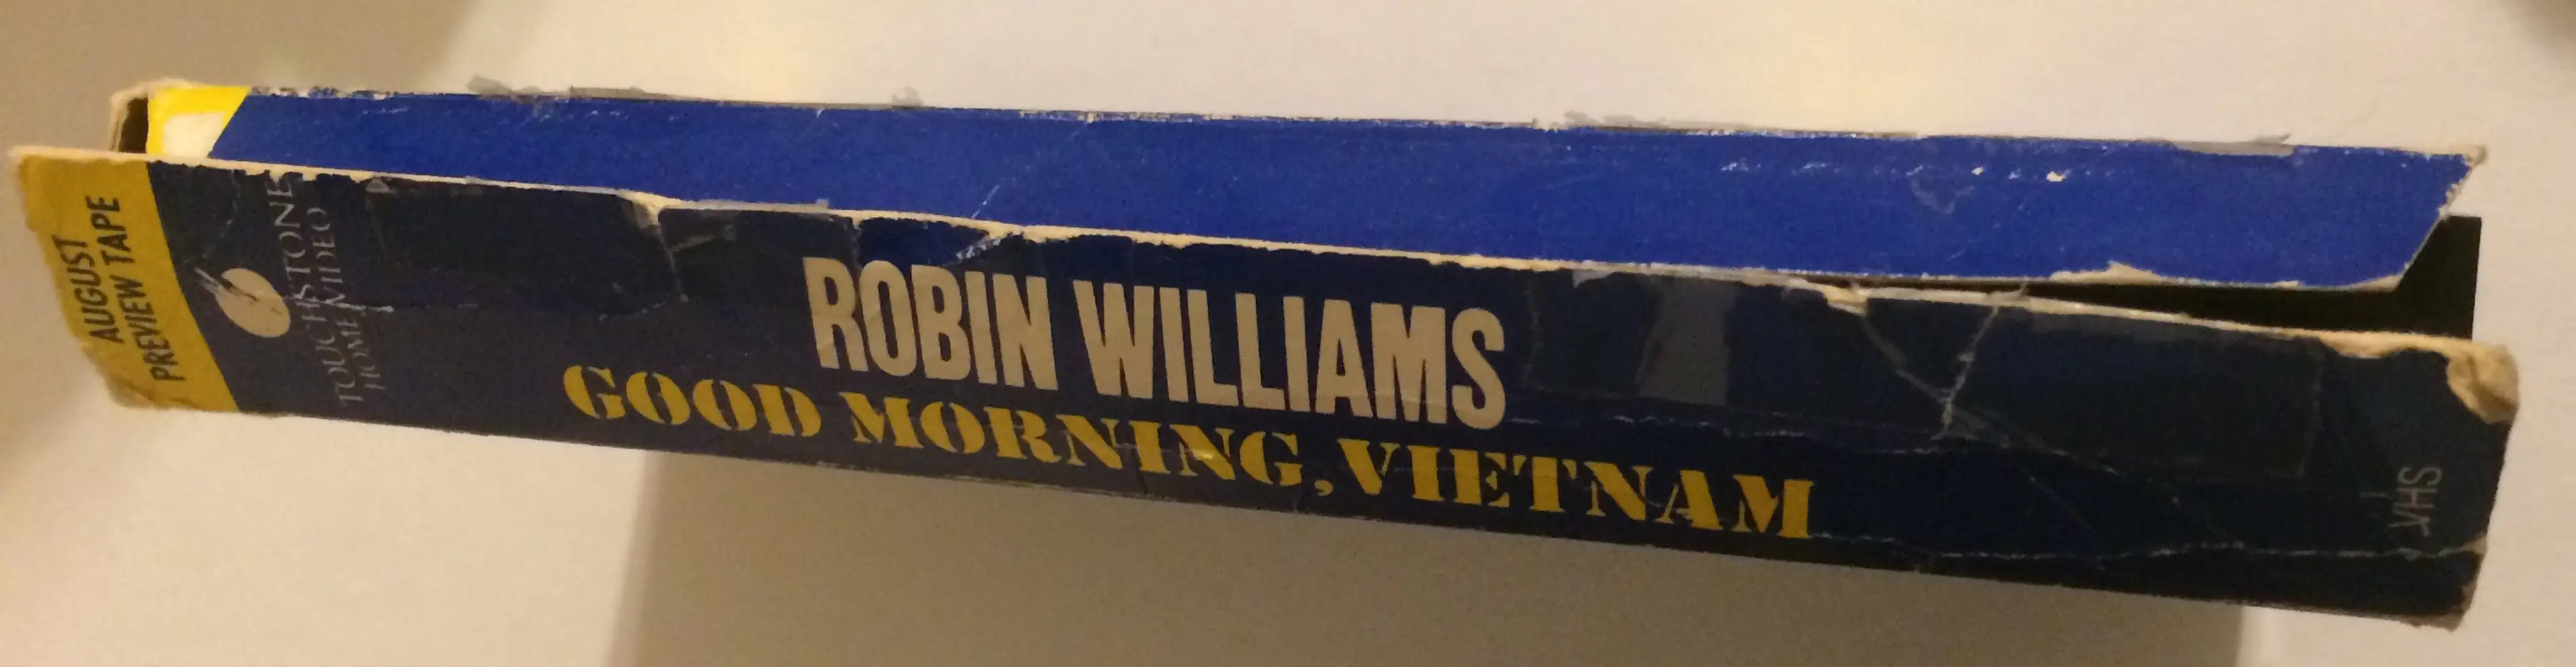 AUGUST
PREVIEW TAPE
TOUCHSTONE
HOME VIDEO
ROBIN WILLIAMS
GOOD MORNING, VIETNAM
VHS